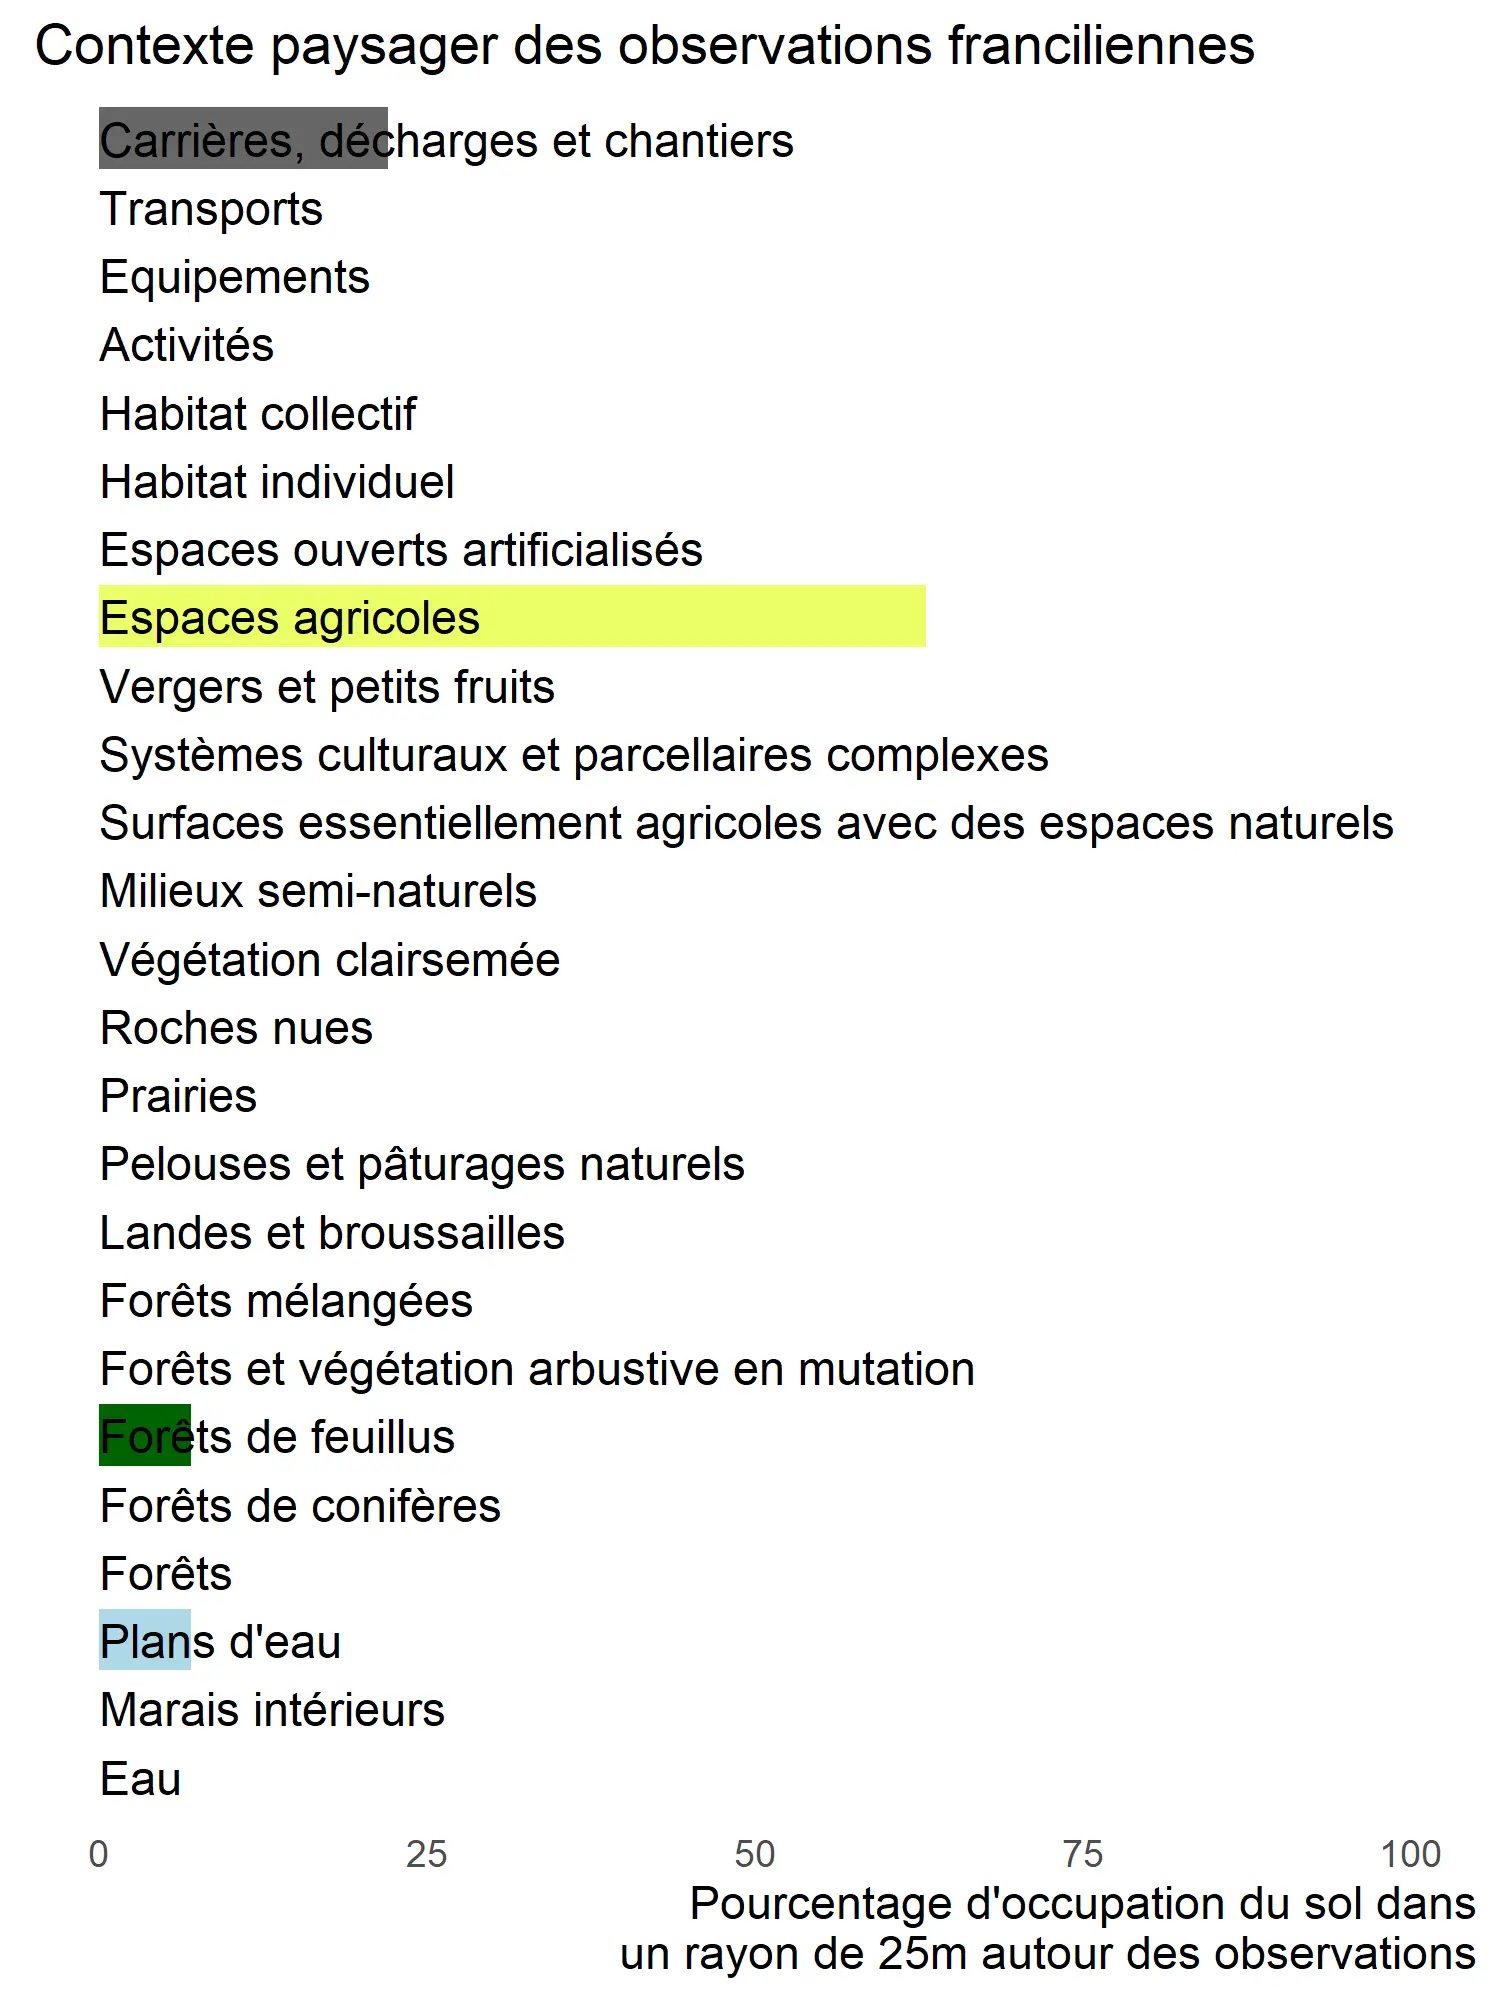 Contexte paysager des observations franciliennes
Carrières, décharges et chantiers
Transports
Equipements
Activités
Habitat collectif
Habitat individuel
Espaces ouverts artificialisés
Espaces agricoles
Vergers et petits fruits
Systèmes culturaux et parcellaires complexes
Surfaces essentiellement agricoles avec des espaces naturels
Milieux semi-naturels
Végétation clairsemée
Roches nues
Prairies
Pelouses et pâturages naturels
Landes et broussailles
Forêts mélangées
Forêts et végétation arbustive en mutation
Forêts de feuillus
Forêts de conifères
Forêts
Plans d'eau
Marais intérieurs
Eau
0 25 50 75 100
Pourcentage d'occupation du sol dans
un rayon de 25m autour des observations